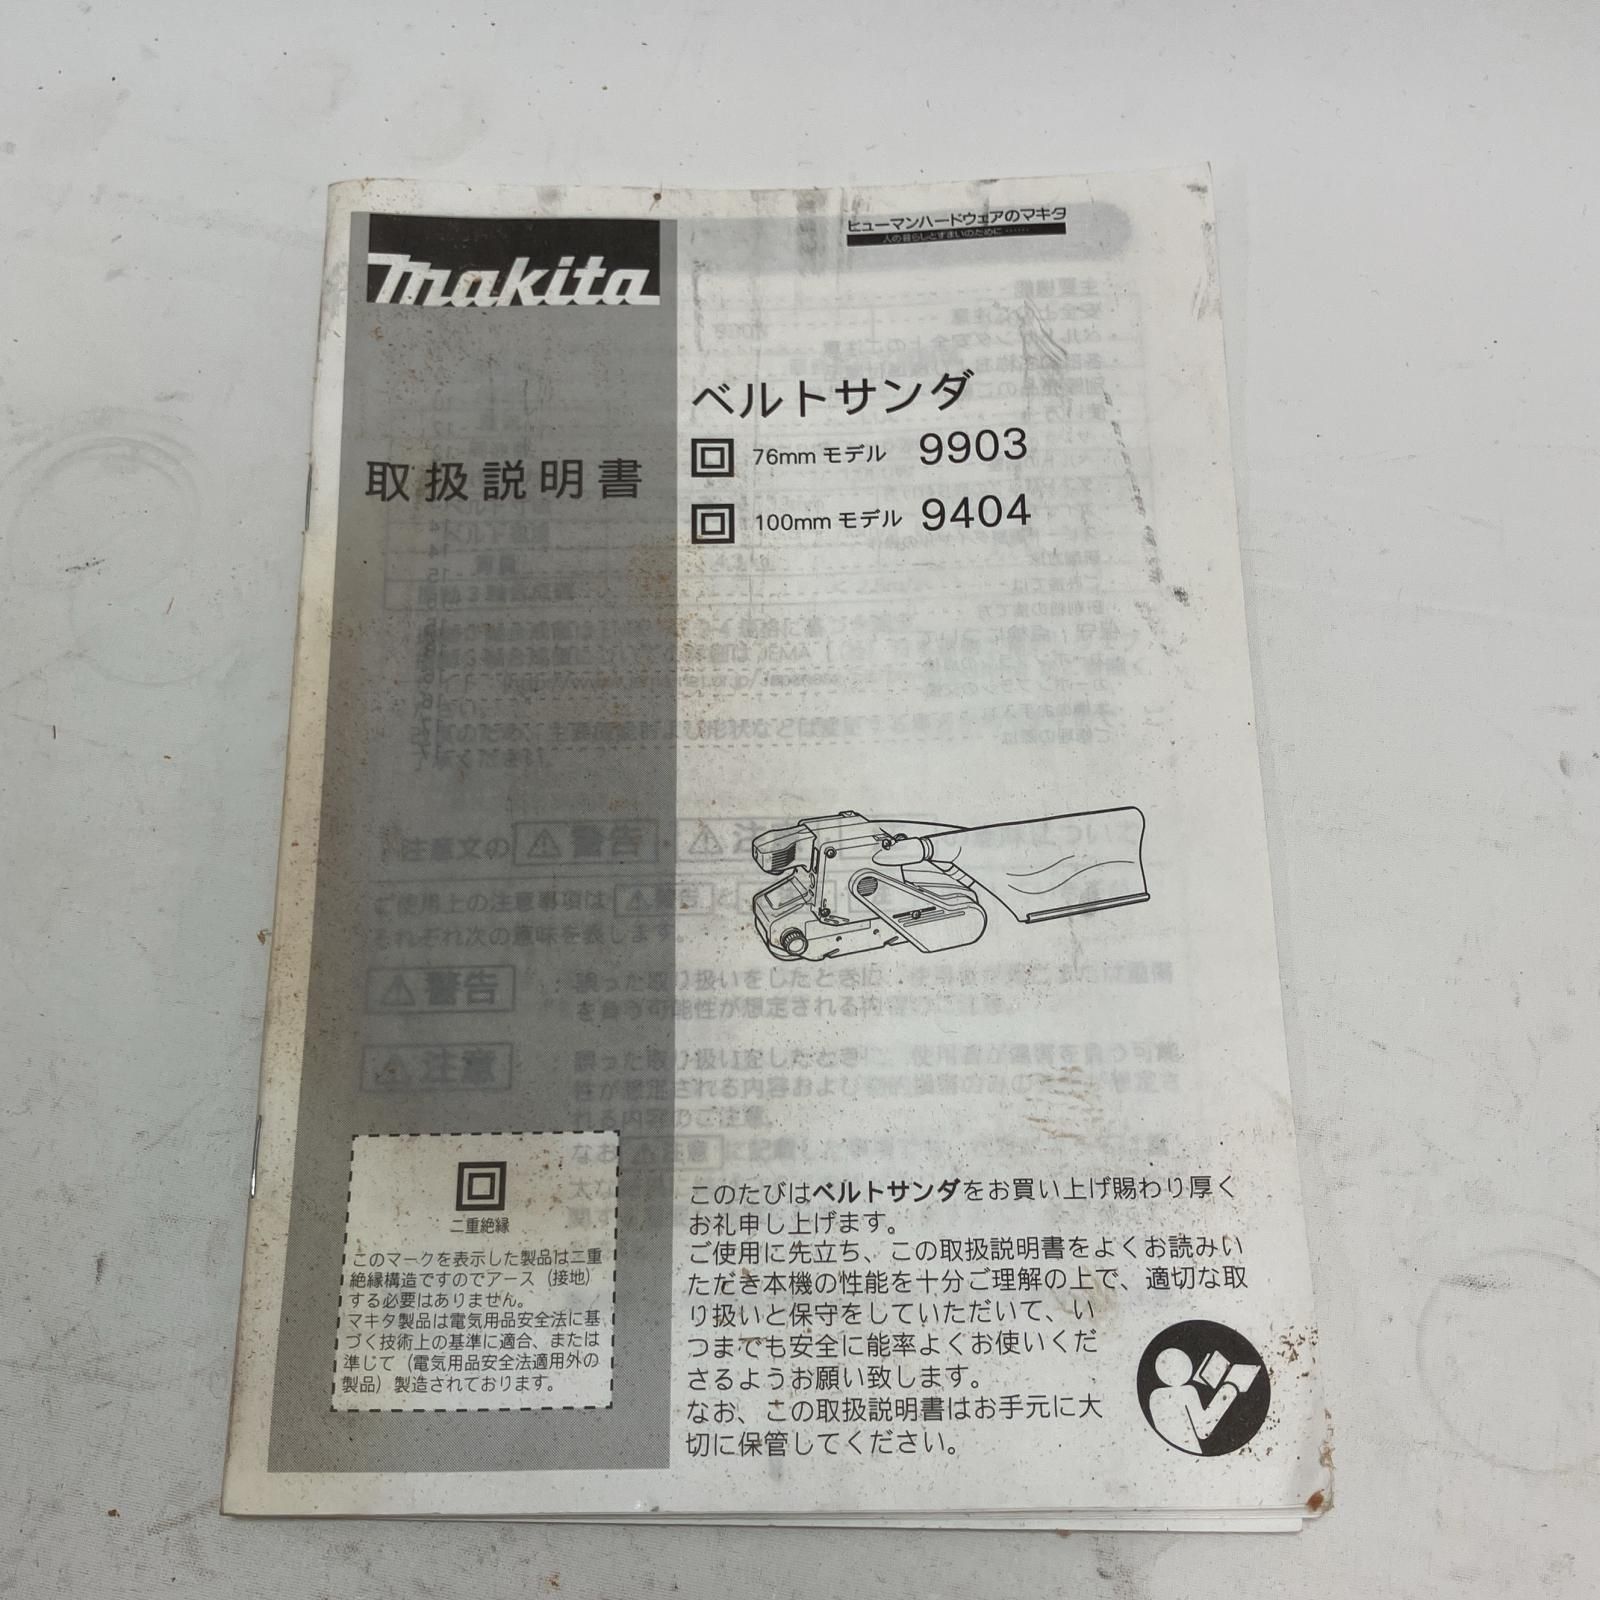 makita
ヒューマンハードウェアのマキタ
人の暮らしとすまいのために……
ベルトサンダ
76mm モデル 9903
100mm モデル 9404
取扱説明書
二重絶縁
このマークを表示した製品は二重
絶縁構造ですのでアース（接地）
する必要はありません。
マキタ製品は電気用品安全法に基
づく技術上の基準に適合、または
準じて（電気用品安全法適用外の
製品）製造されております。
このたびはベルトサンダをお買い上げ賜わり厚く
お礼申し上げます。
ご使用に先立ち、この取扱説明書をよくお読みい
ただき本機の性能を十分ご理解の上で、適切な取
り扱いと保守をしていただいて、い
つまでも安全に能率よくお使いくだ
さるようお願い致します。
なお、この取扱説明書はお手元に大
切に保管してください。